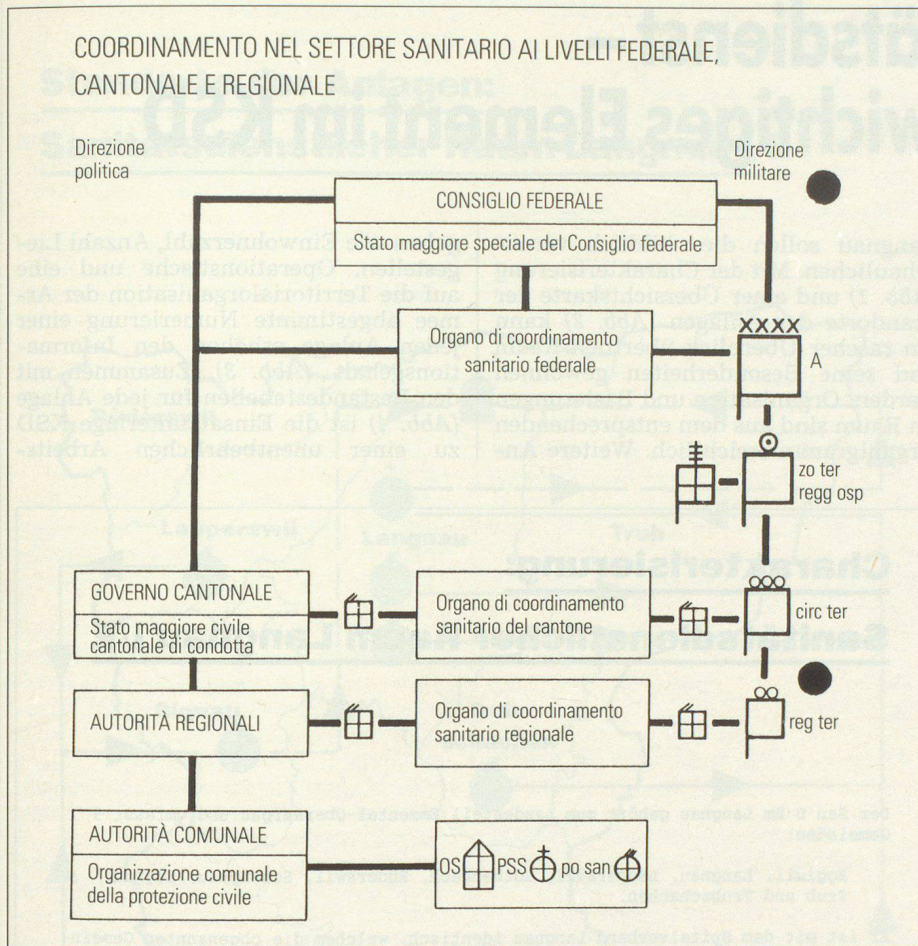 COORDINAMENTO NEL SETTORE SANITARIO AI LIVELLI FEDERALE,
CANTONALE E REGIONALE
Direzione
politica
Direzione
militare
CONSIGLIO FEDERALE
Stato maggiore speciale del Consiglio federale
Organo di coordinamento
sanitario federale
XXXX
A
zo ter
regg osp
GOVERNO CANTONALE
Stato maggiore civile
cantonale di condotta
Organo di coordinamento
sanitario del cantone
circ ter
AUTORITÀ REGIONALI
Organo di coordinamento
sanitario regionale
reg ter
AUTORITÀ COMUNALE
Organizzazione comunale
della protezione civile
OS PSS po san